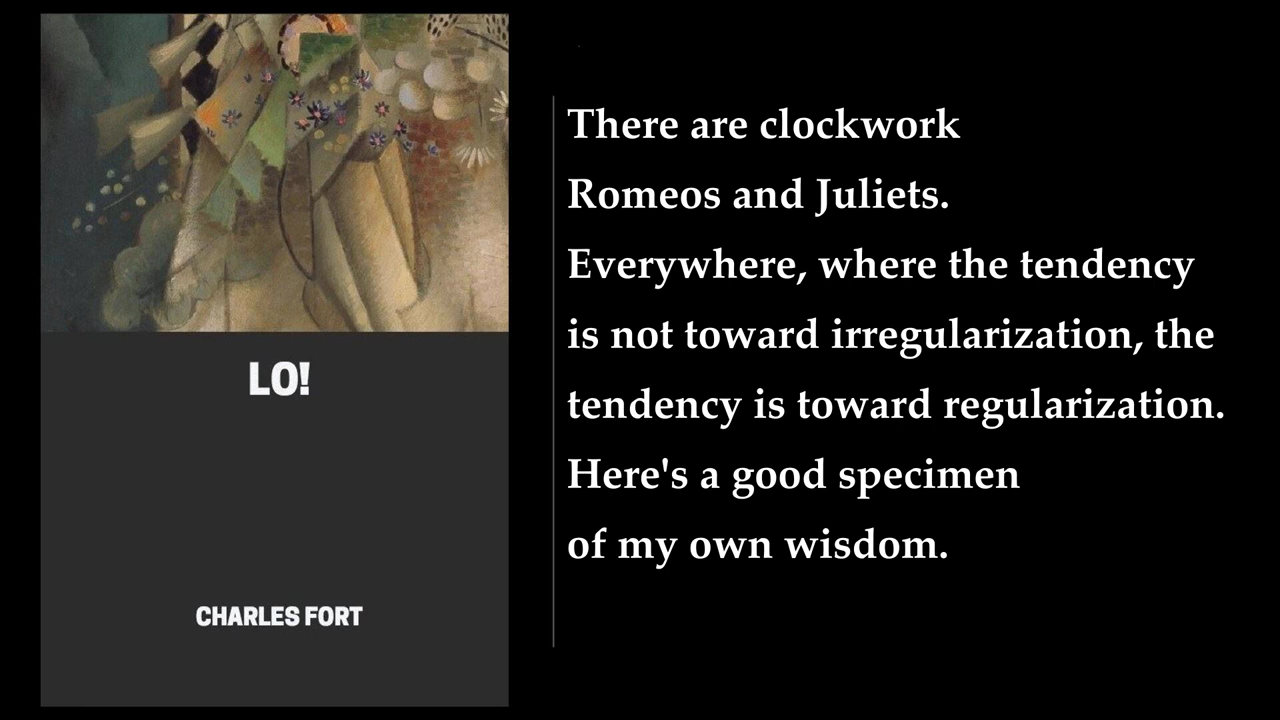 LO!
CHARLES FORT
There are clockwork
Romeos and Juliets.
Everywhere, where the tendency
is not toward irregularization, the
tendency is toward regularization.
Here's a good specimen
of my own wisdom.